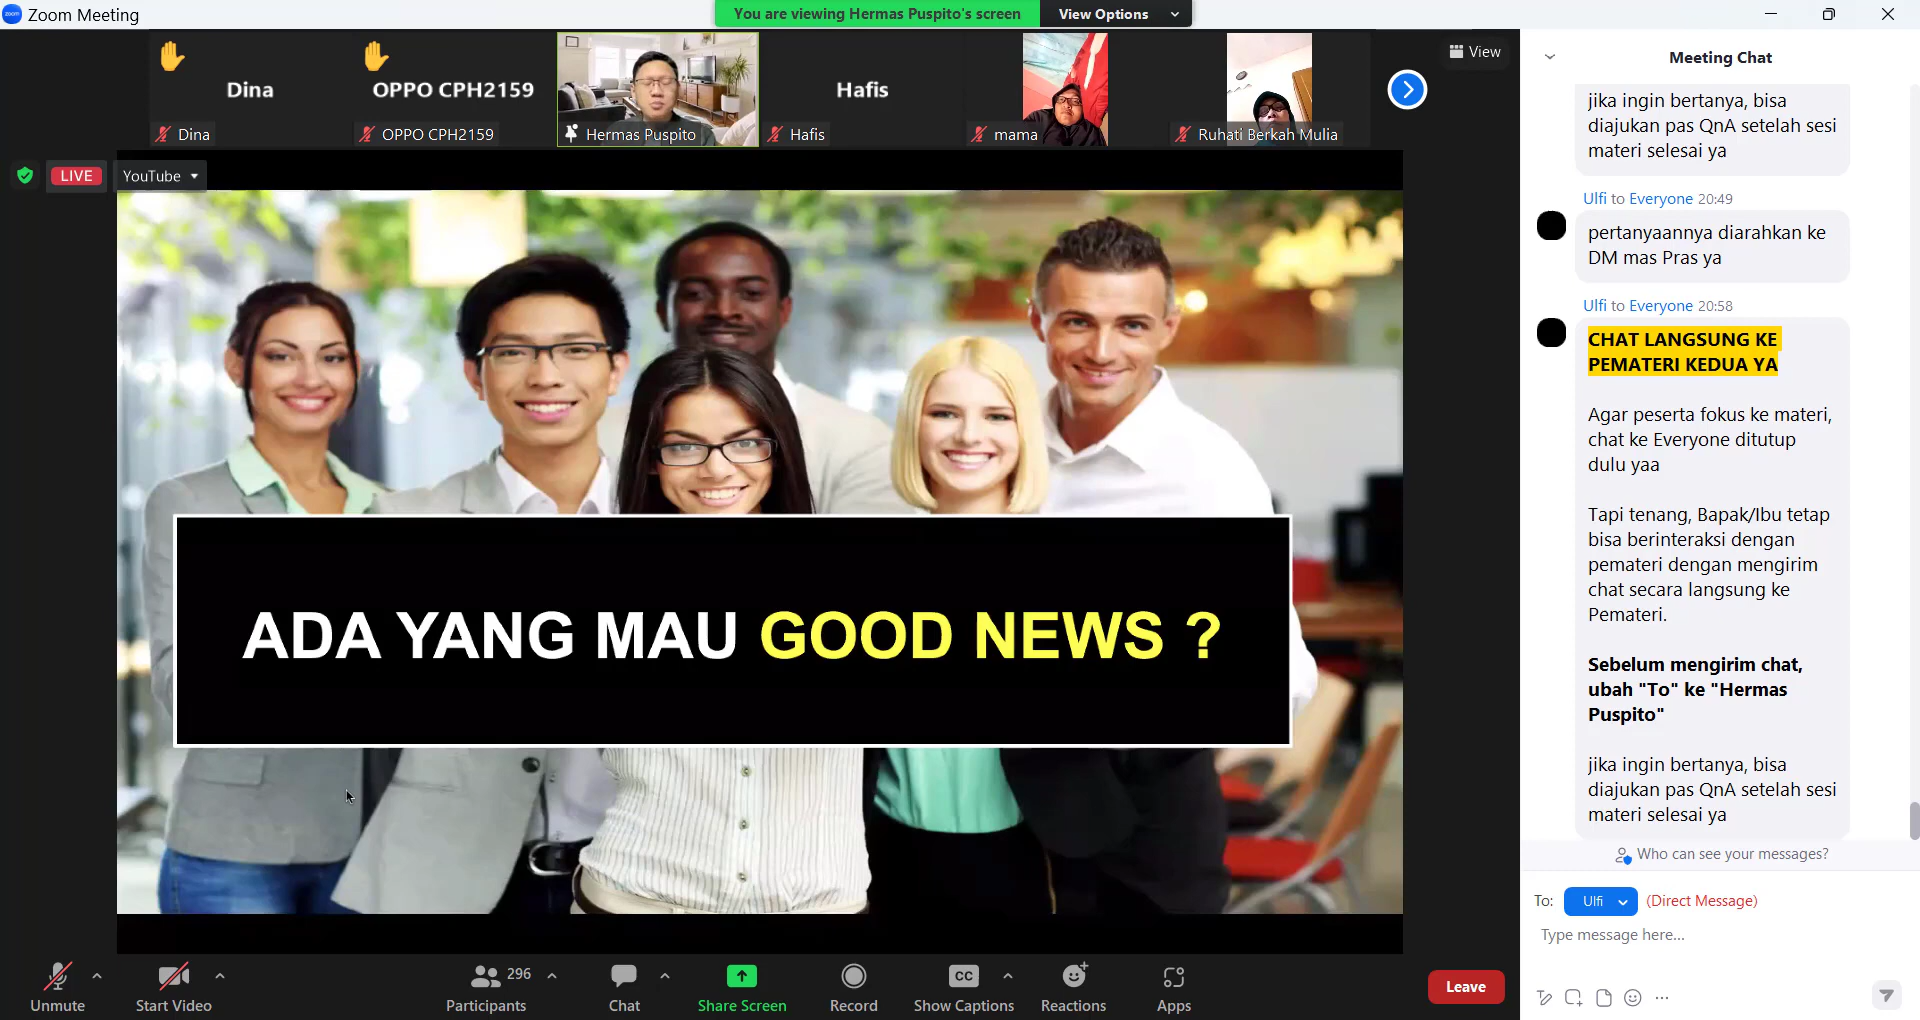 zoom
Zoom Meeting
You are viewing Hermas Puspito's screen
View Options
View
Dina
Dina
OPPO CPH2159
OPPO CPH2159
Hermas Puspito
Hafis
Hafis
mama
Ruhati Berkah Mulia
LIVE
YouTube
ADA YANG MAU GOOD NEWS ?
Unmute
Start Video
296
Participants
Chat
Share Screen
Record
CC
Show Captions
Reactions
Apps
Leave
Meeting Chat
jika ingin bertanya, bisa
diajukan pas QnA setelah sesi
materi selesai ya
Ulfi to Everyone 20:49
pertanyaannya diarahkan ke
DM mas Pras ya
Ulfi to Everyone 20:58
CHAT LANGSUNG KE
PEMATERI KEDUA YA
Agar peserta fokus ke materi,
chat ke Everyone ditutup
dulu yaa
Tapi tenang, Bapak/Ibu tetap
bisa berinteraksi dengan
pemateri dengan mengirim
chat secara langsung ke
Pemateri.
Sebelum mengirim chat,
ubah "To" ke "Hermas
Puspito"
jika ingin bertanya, bisa
diajukan pas QnA setelah sesi
materi selesai ya
Who can see your messages?
To: Ulfi (Direct Message)
Type message here...